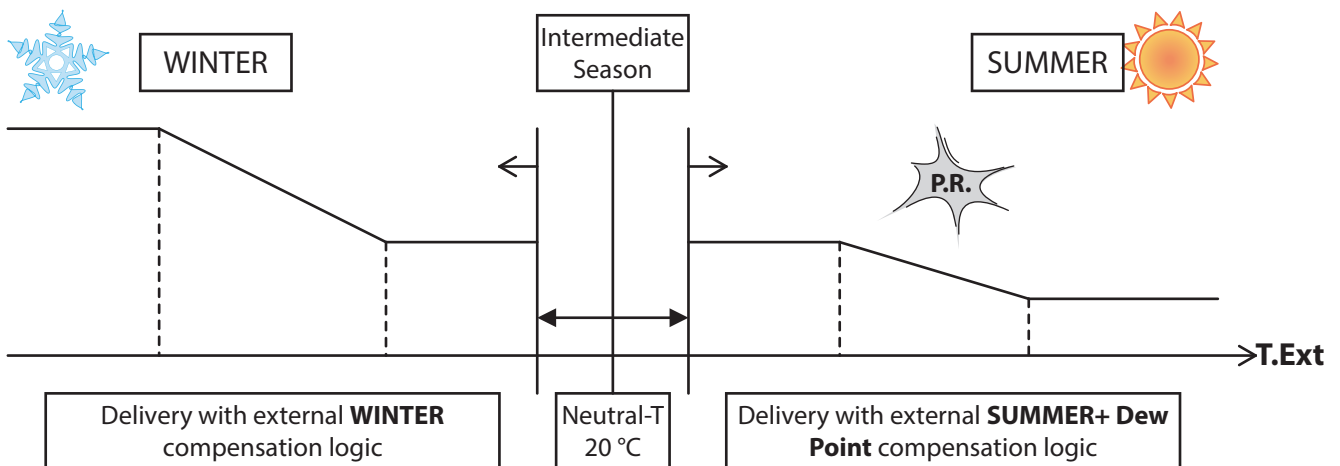 WINTER
Intermediate
Season
SUMMER
P.R.
T.Ext
Delivery with external WINTER
compensation logic
Neutral-T
20 °C
Delivery with external SUMMER+ Dew
Point compensation logic